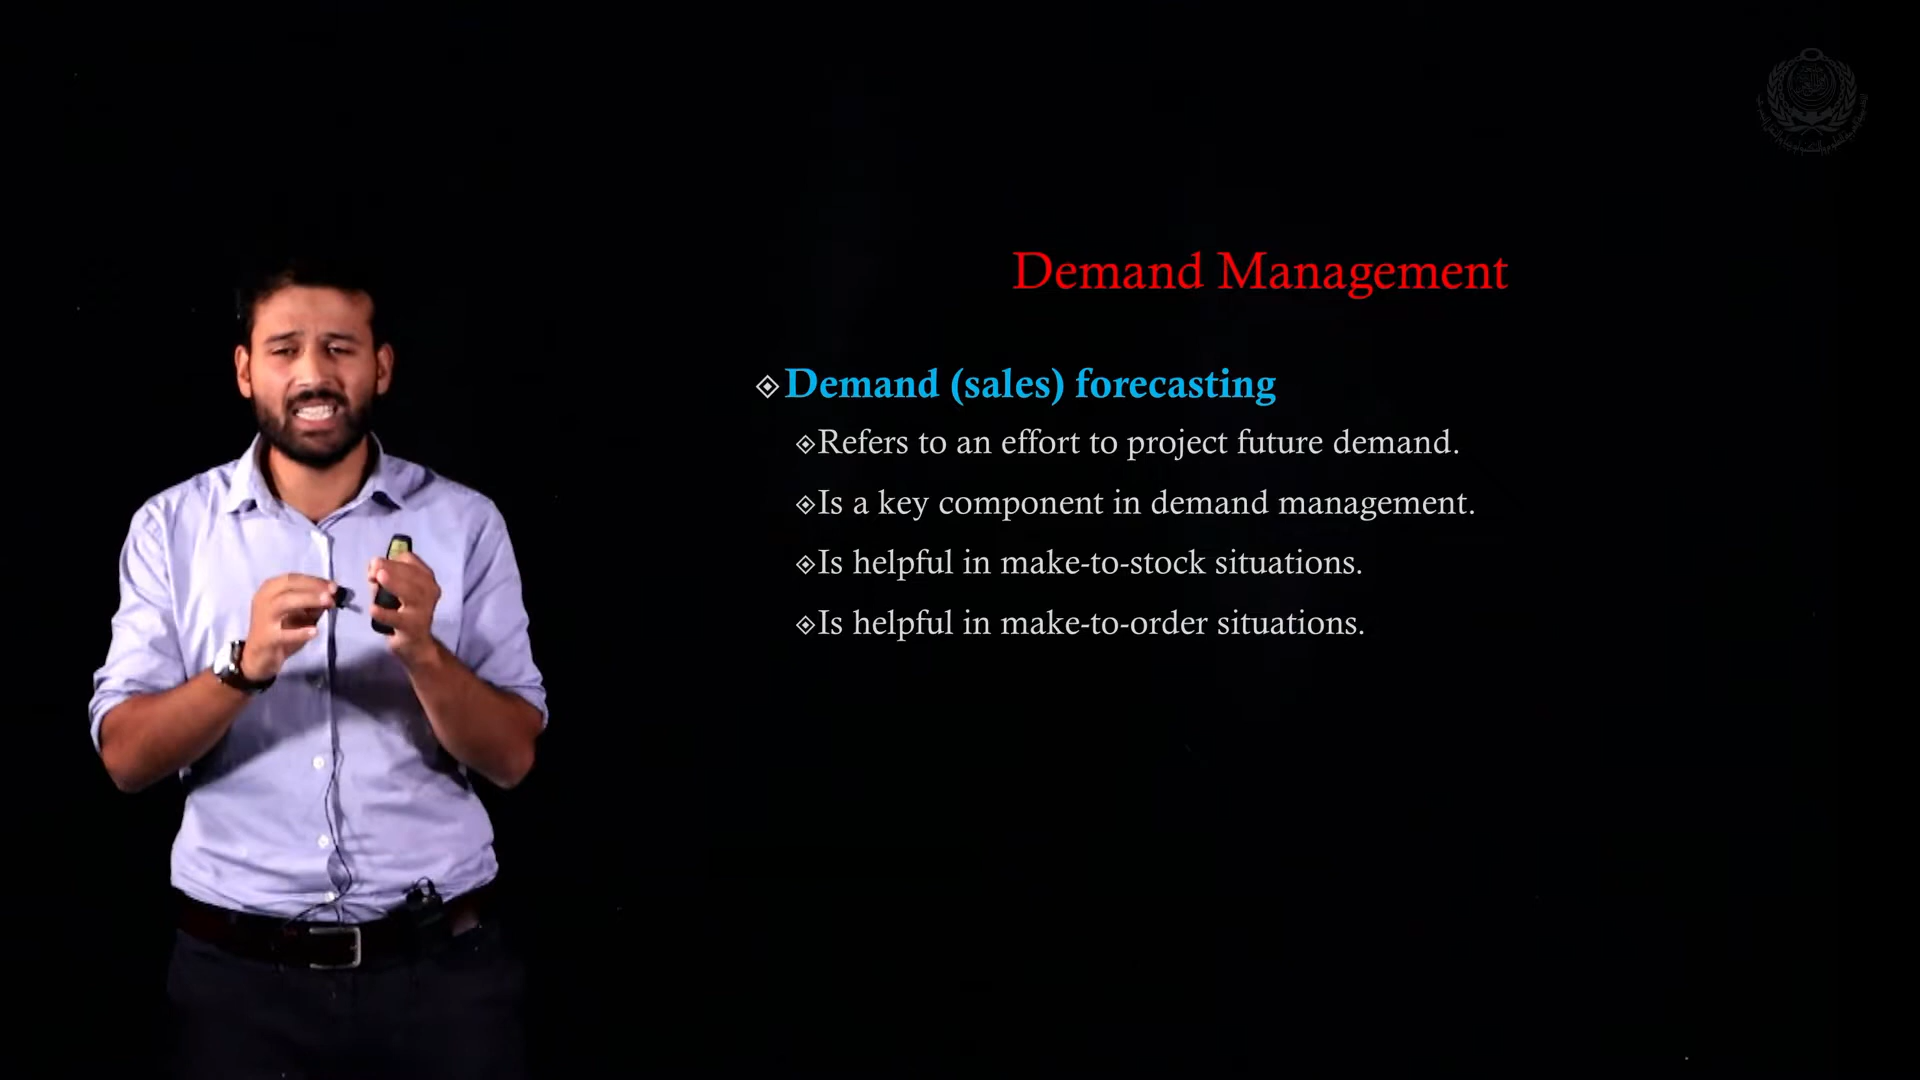 Demand Management
Demand (sales) forecasting
Refers to an effort to project future demand.
Is a key component in demand management.
Is helpful in make-to-stock situations.
Is helpful in make-to-order situations.